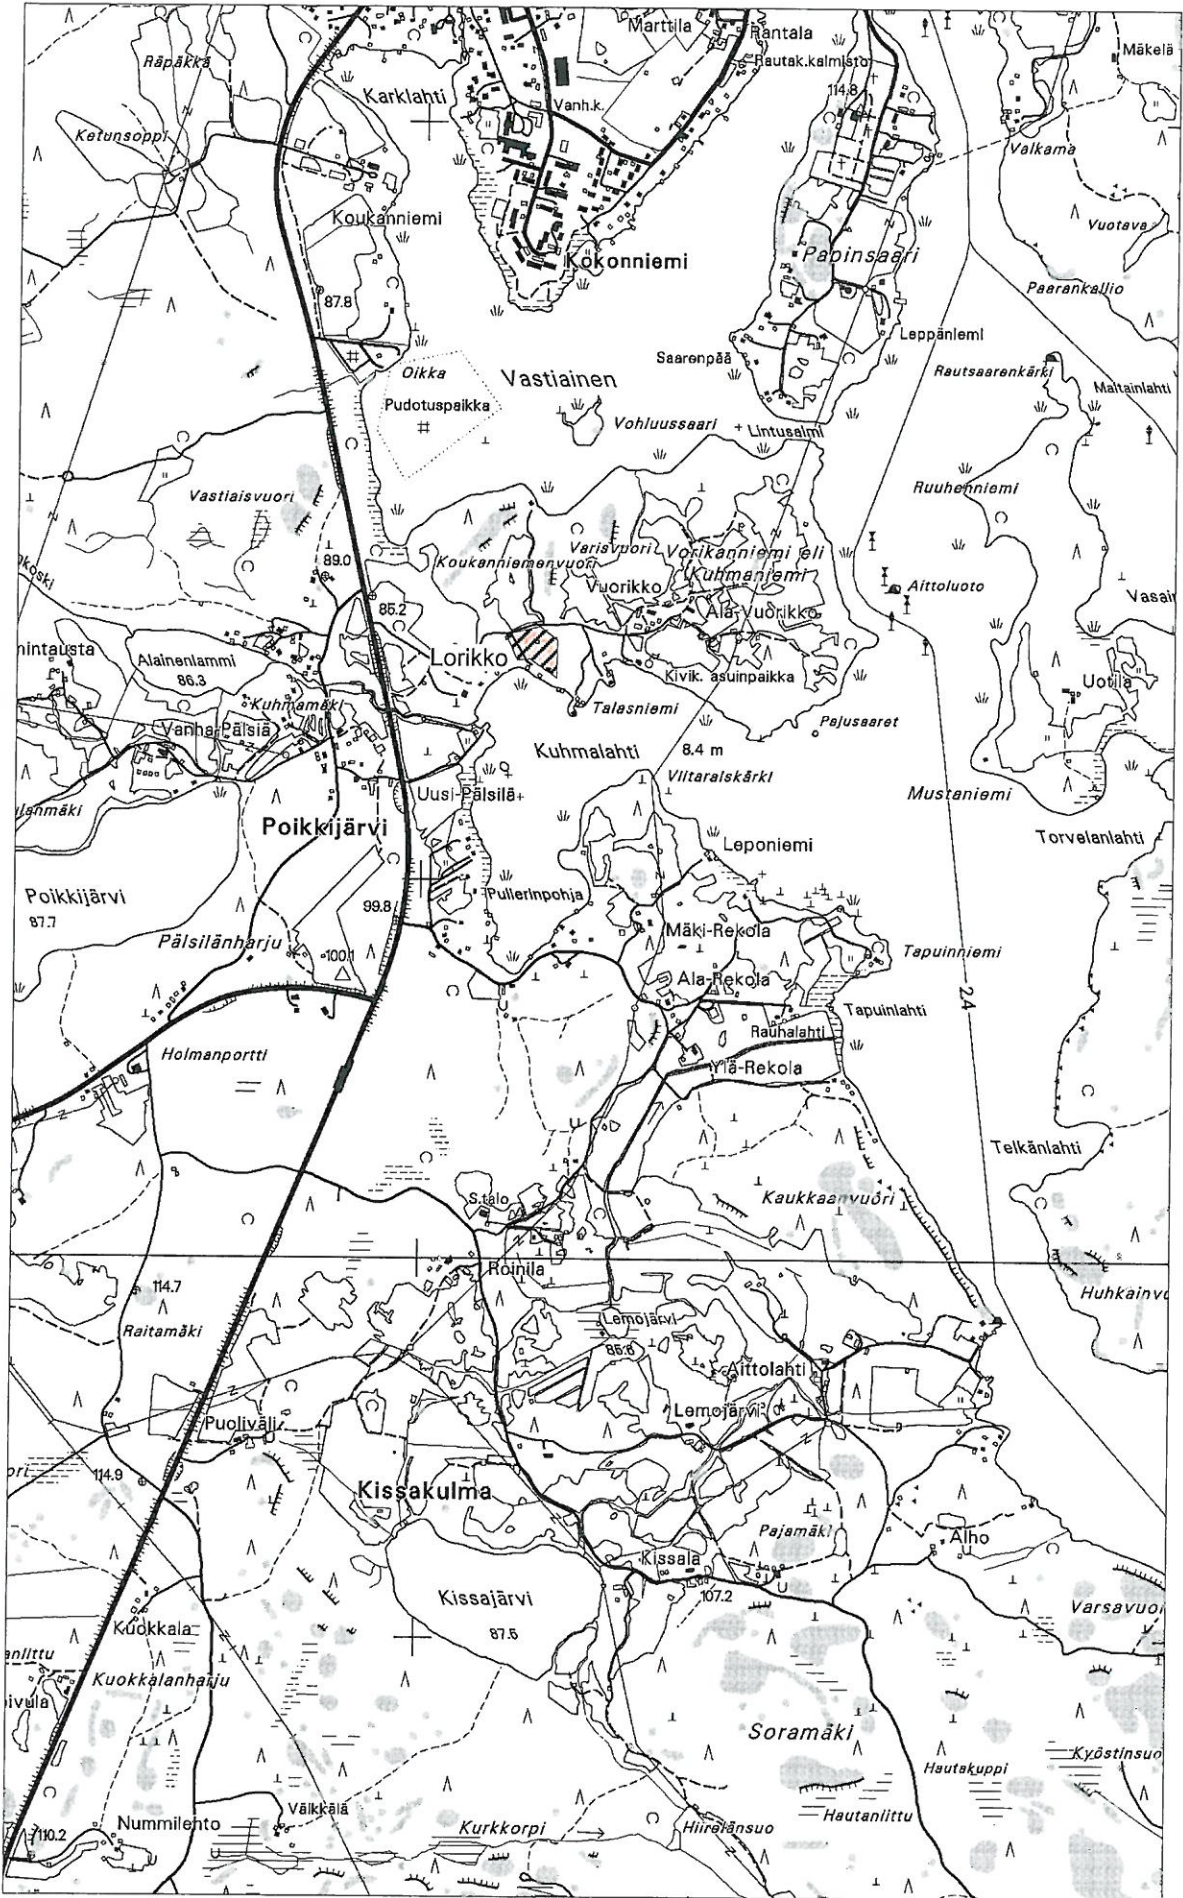 Marttila
Rantala
Mäkelä
Räpäkkä
Rautak.kalmisto
Karklahti
114.8
Vanh.k.
Ketunsoppi
Valkama
Koukanniemi
Vuotava
Kokonniemi
Papinsaari
Paarankallio
87.8
Leppäniemi
Saarenpää
Oikka
Vastiainen
Rautsaarenkärki
Maltainlahti
Pudotuspaikka
Vohluussaari
Lintusalmi
Vastiaisvuori
Ruuhenniemi
Varisvuori
Vorikanniemi eli
Kuhmaniemi
Koukanniemenvuori
89.0
Vuorikko
Aittoluoto
85.2
Ala-Vuorikko
Lorikko
Alainenlammi
86.3
Kivik. asuinpaikka
Uotila
Kuhmamäki
Talasniemi
Pajusaaret
Vanha-Pälsiä
Kuhmalahti
8.4 m
Viitaraiskärki
Uusi-Pälsilä
Mustaniemi
Poikkijärvi
Torvelanlahti
Leponiemi
Poikkijärvi
87.7
Pullerinpohja
99.8
Mäki-Rekola
Pälsilänharju
100.1
Tapuinniemi
Ala-Rekola
24
Tapuinlahti
Rauhalahti
Holmanportti
Ylä-Rekola
Telkänlahti
S.talo
Kaukkaanvuori
Roinila
114.7
Raitamäki
Lemojärvi
85.8
Aittolahti
Lemojärvi
Puoliväli
114.9
Kissakulma
Pajamäki
Alho
Kissala
107.2
Kissajärvi
87.5
Kuokkala
Kuokkalanharju
Soramäki
Hautakuppi
Kyöstinsuo
Välkkälä
Nummilehto
110.2
Kurkkorpi
Hiirelänsuo
Hautaniittu